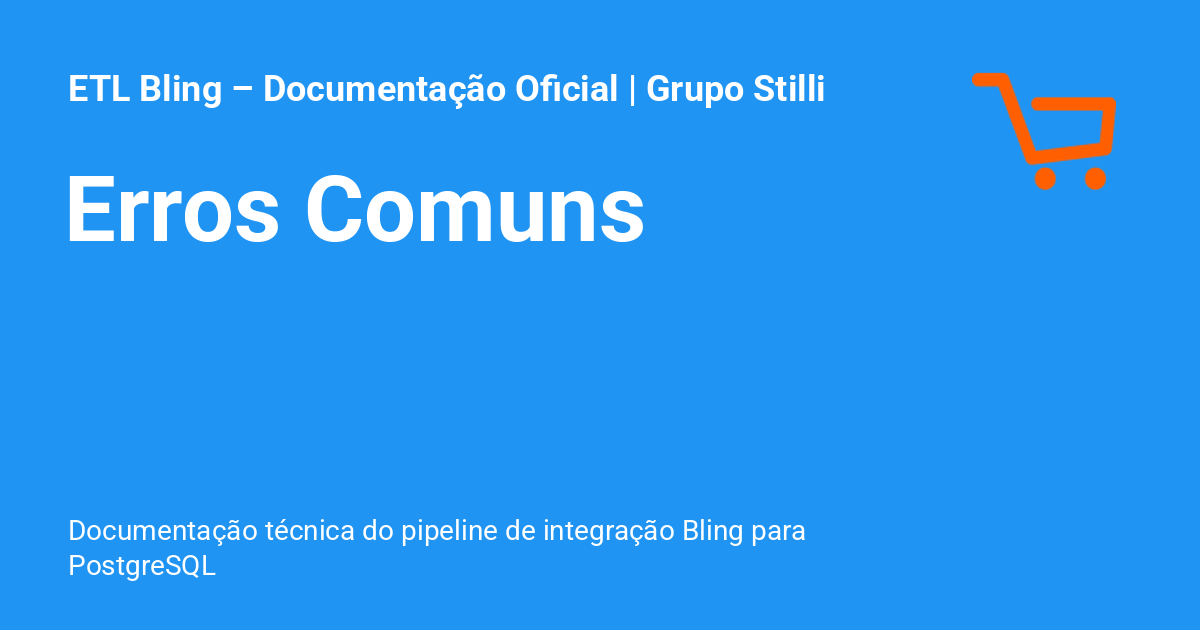 ETL Bling – Documentação Oficial | Grupo Stilli
Erros Comuns
Documentação técnica do pipeline de integração Bling para
PostgreSQL